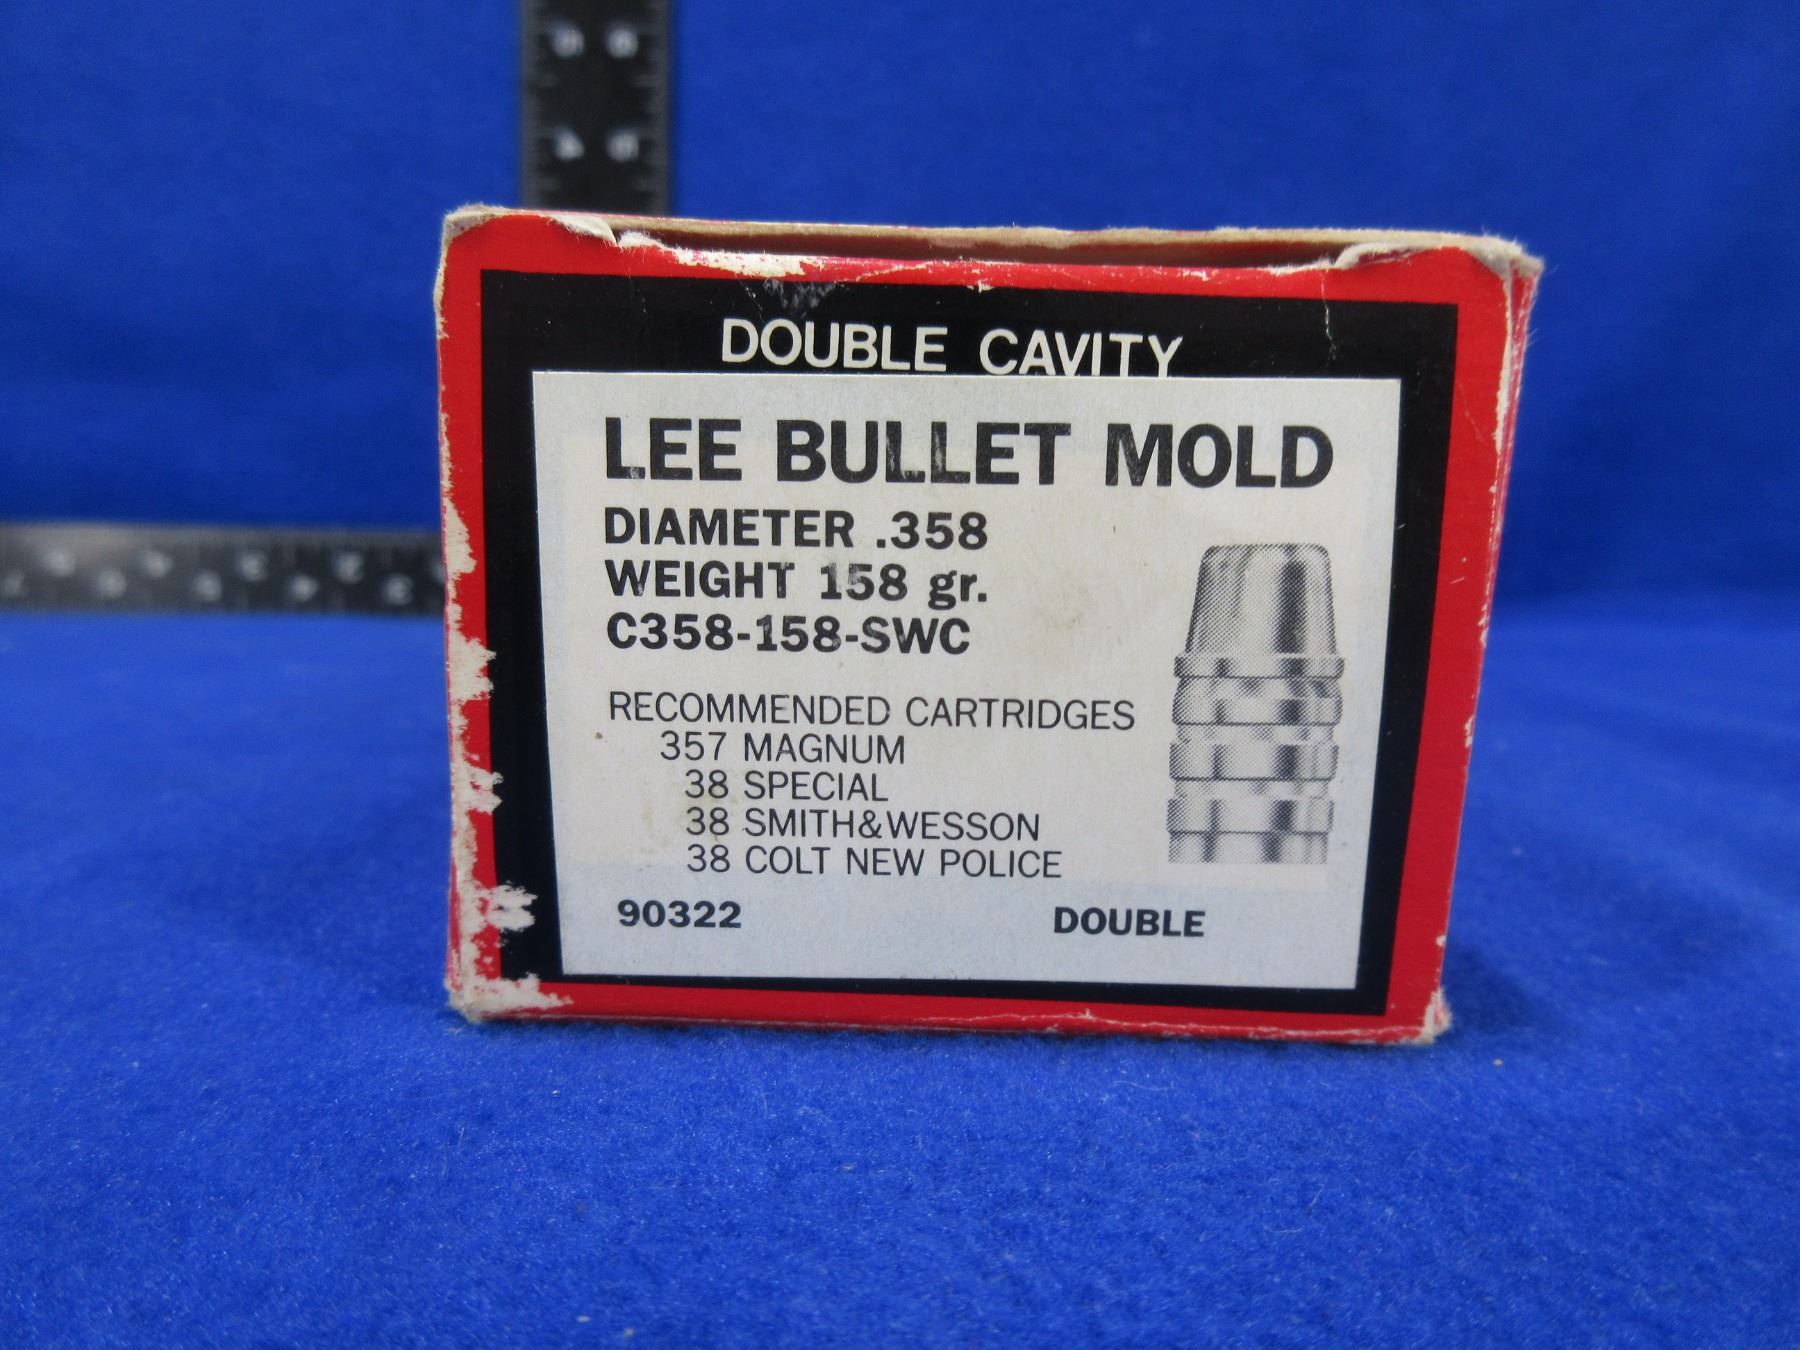 DOUBLE CAVITY
LEE BULLET MOLD
DIAMETER .358
WEIGHT 158 gr.
C358-158-SWC
RECOMMENDED CARTRIDGES
357 MAGNUM
38 SPECIAL
38 SMITH&WESSON
38 COLT NEW POLICE
90322 DOUBLE